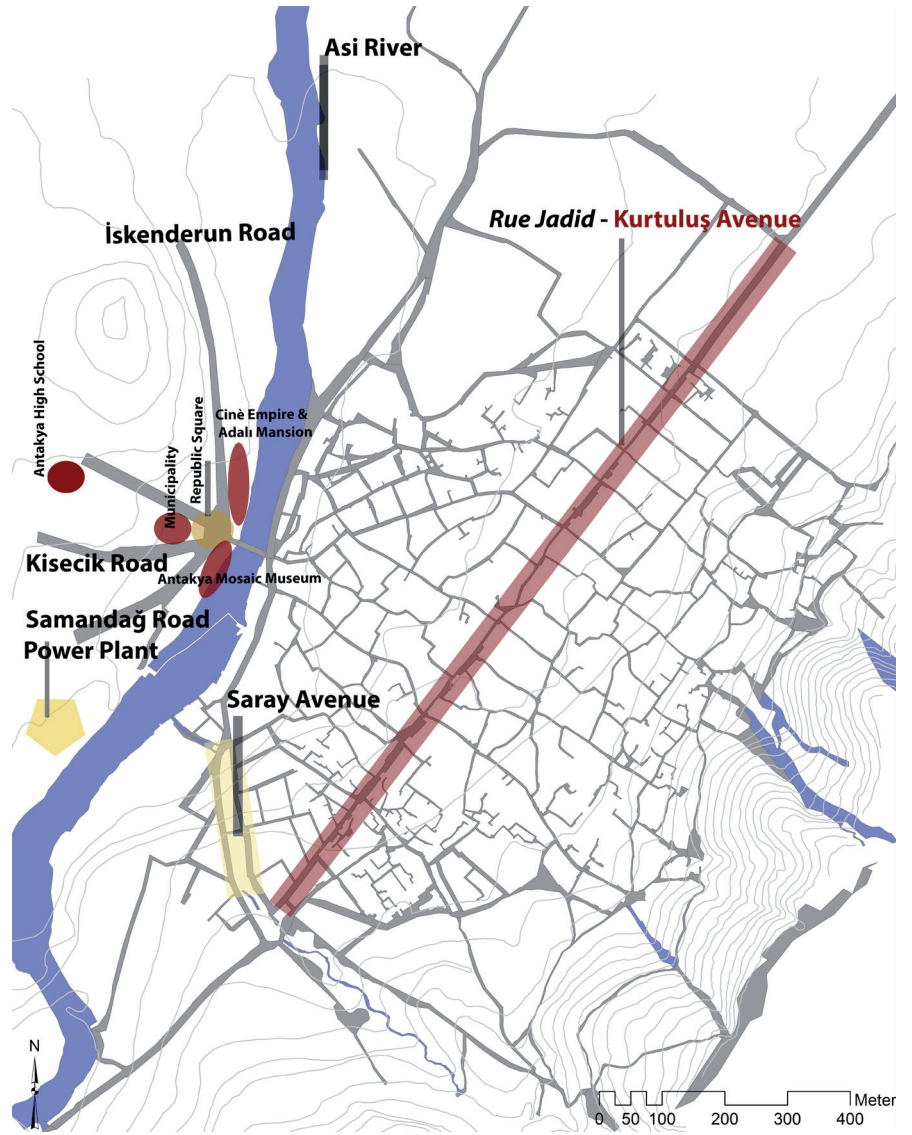 Asi River
Rue Jadid - Kurtuluş Avenue
İskenderun Road
Antakya High School
Municipality
Republic Square
Cinè Empire &
Adalı Mansion
Kisecik Road
Antakya Mosaic Museum
Samandağ Road
Power Plant
Saray Avenue
N
Meter
0 50 100 200 300 400